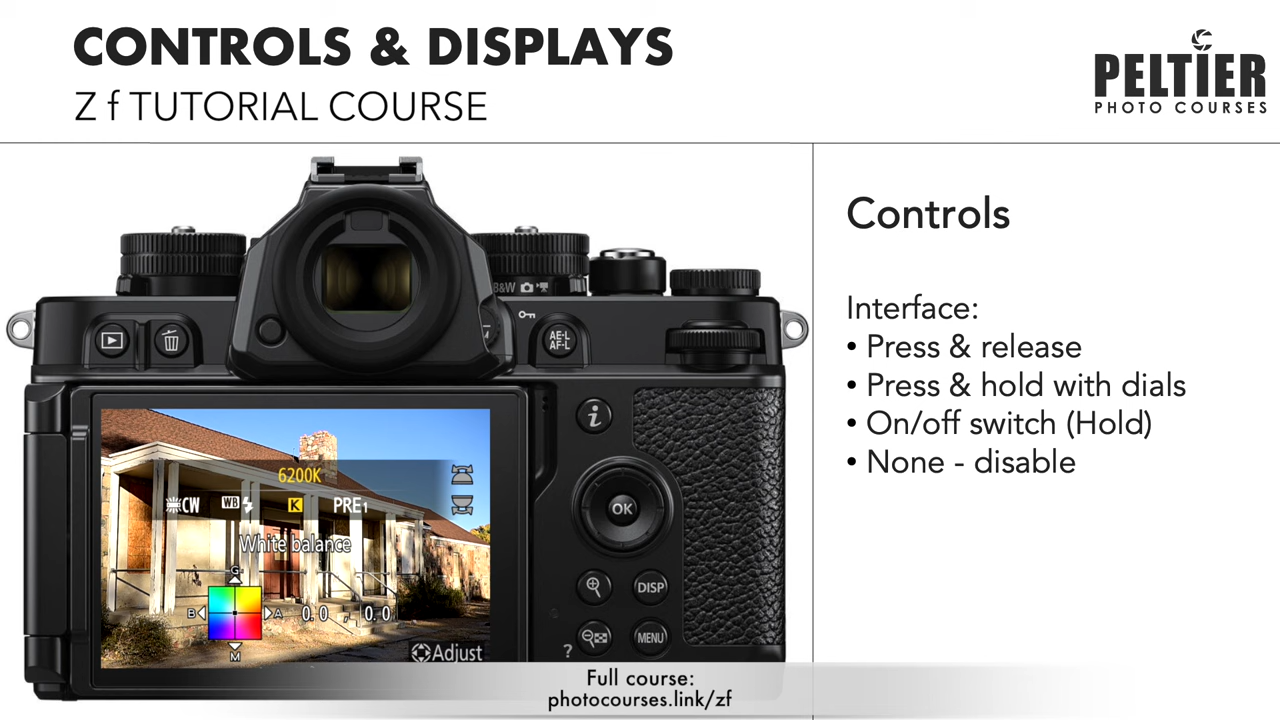 CONTROLS & DISPLAYS
Z f TUTORIAL COURSE
PELTIER
PHOTO COURSES
Controls
Interface:
• Press & release
• Press & hold with dials
• On/off switch (Hold)
• None - disable
B&W
AE-L
AF-L
i
OK
DISP
MENU
?
6200K
CW WB K PRE1
White balance
G
B A 0.0 , 0.0
M
Adjust
Full course:
photocourses.link/zf